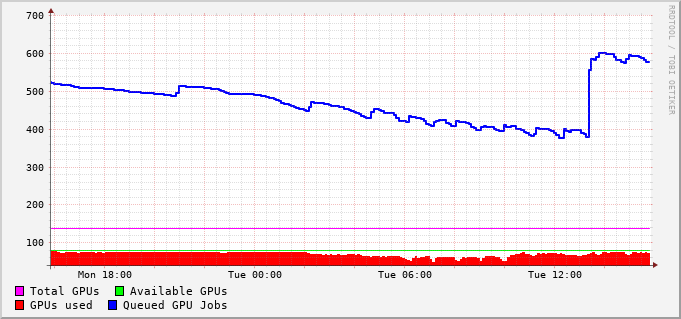 700
600
500
400
300
200
100
Mon 18:00 Tue 00:00 Tue 06:00 Tue 12:00
Total GPUs Available GPUs
GPUs used Queued GPU Jobs
RRDTOOL / TOBI OETIKER